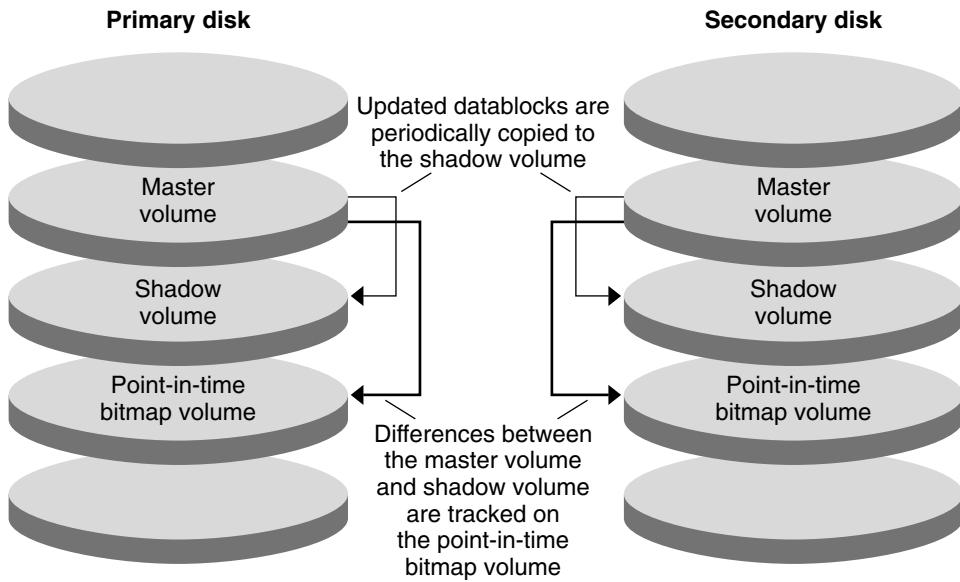 Primary disk
Secondary disk
Updated datablocks are
periodically copied to
the shadow volume
Master
volume
Master
volume
Shadow
volume
Shadow
volume
Point-in-time
bitmap volume
Point-in-time
bitmap volume
Differences between
the master volume
and shadow volume
are tracked on
the point-in-time
bitmap volume